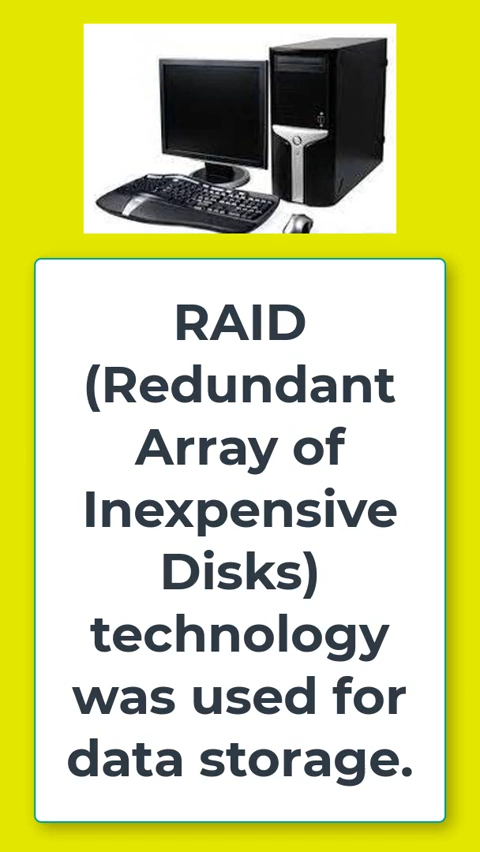 RAID
(Redundant
Array of
Inexpensive
Disks)
technology
was used for
data storage.